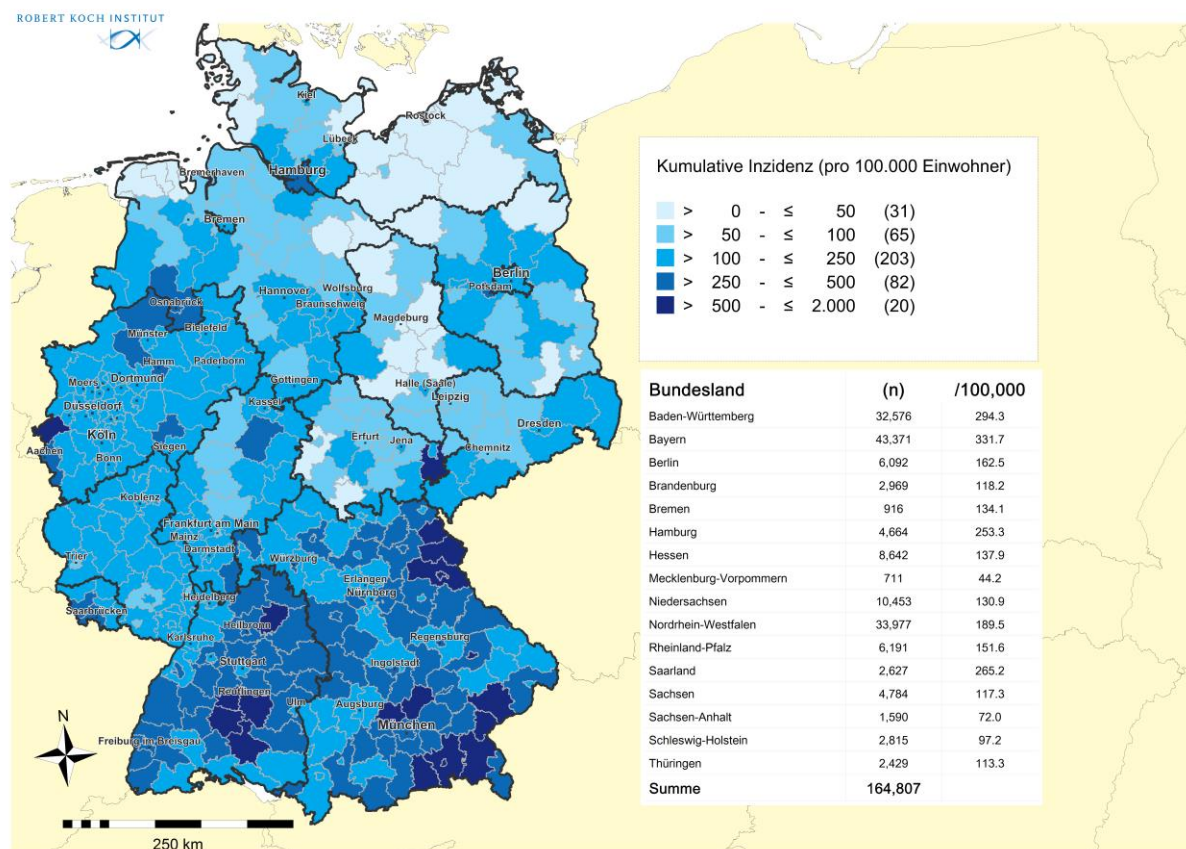 ROBERT KOCH INSTITUT
Kiel
Rostock
Lübeck
Bremerhaven
Hamburg
Bremen
Berlin
Potsdam
Wolfsburg
Hannover
Braunschweig
Osnabrück
Bielefeld
Magdeburg
Münster
Hamm
Paderborn
Moers
Dortmund
Göttingen
Halle (Saale)
Leipzig
Düsseldorf
Kassel
Köln
Dresden
Erfurt
Jena
Chemnitz
Aachen
Siegen
Bonn
Koblenz
Frankfurt am Main
Mainz
Darmstadt
Würzburg
Trier
Erlangen
Nürnberg
Heidelberg
Saarbrücken
Heilbronn
Karlsruhe
Regensburg
Stuttgart
Ingolstadt
Reutlingen
Ulm
Augsburg
München
Freiburg im Breisgau
N
250 km
Kumulative Inzidenz (pro 100.000 Einwohner)
> 0 - ≤ 50 (31)
> 50 - ≤ 100 (65)
> 100 - ≤ 250 (203)
> 250 - ≤ 500 (82)
> 500 - ≤ 2.000 (20)
Bundesland (n) /100,000
Baden-Württemberg 32,576 294.3
Bayern 43,371 331.7
Berlin 6,092 162.5
Brandenburg 2,969 118.2
Bremen 916 134.1
Hamburg 4,664 253.3
Hessen 8,642 137.9
Mecklenburg-Vorpommern 711 44.2
Niedersachsen 10,453 130.9
Nordrhein-Westfalen 33,977 189.5
Rheinland-Pfalz 6,191 151.6
Saarland 2,627 265.2
Sachsen 4,784 117.3
Sachsen-Anhalt 1,590 72.0
Schleswig-Holstein 2,815 97.2
Thüringen 2,429 113.3
Summe 164,807